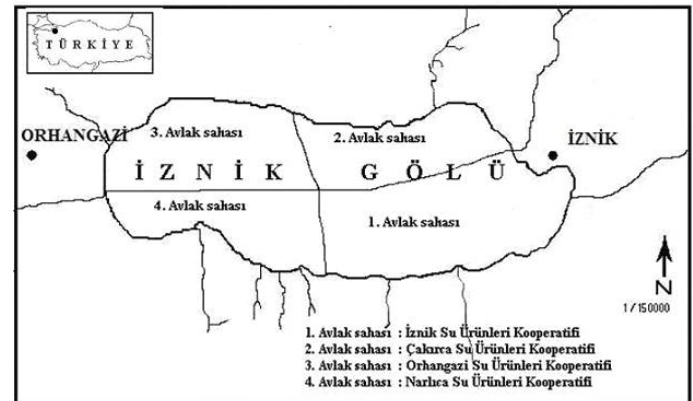 TÜRKİYE
ORHANGAZİ
3. Avlak sahası
2. Avlak sahası
İZNİK
İZNİK GÖLÜ
4. Avlak sahası
1. Avlak sahası
N
1/150000
1. Avlak sahası : İznik Su Ürünleri Kooperatifi
2. Avlak sahası : Çakırca Su Ürünleri Kooperatifi
3. Avlak sahası : Orhangazi Su Ürünleri Kooperatifi
4. Avlak sahası : Narlıca Su Ürünleri Kooperatifi